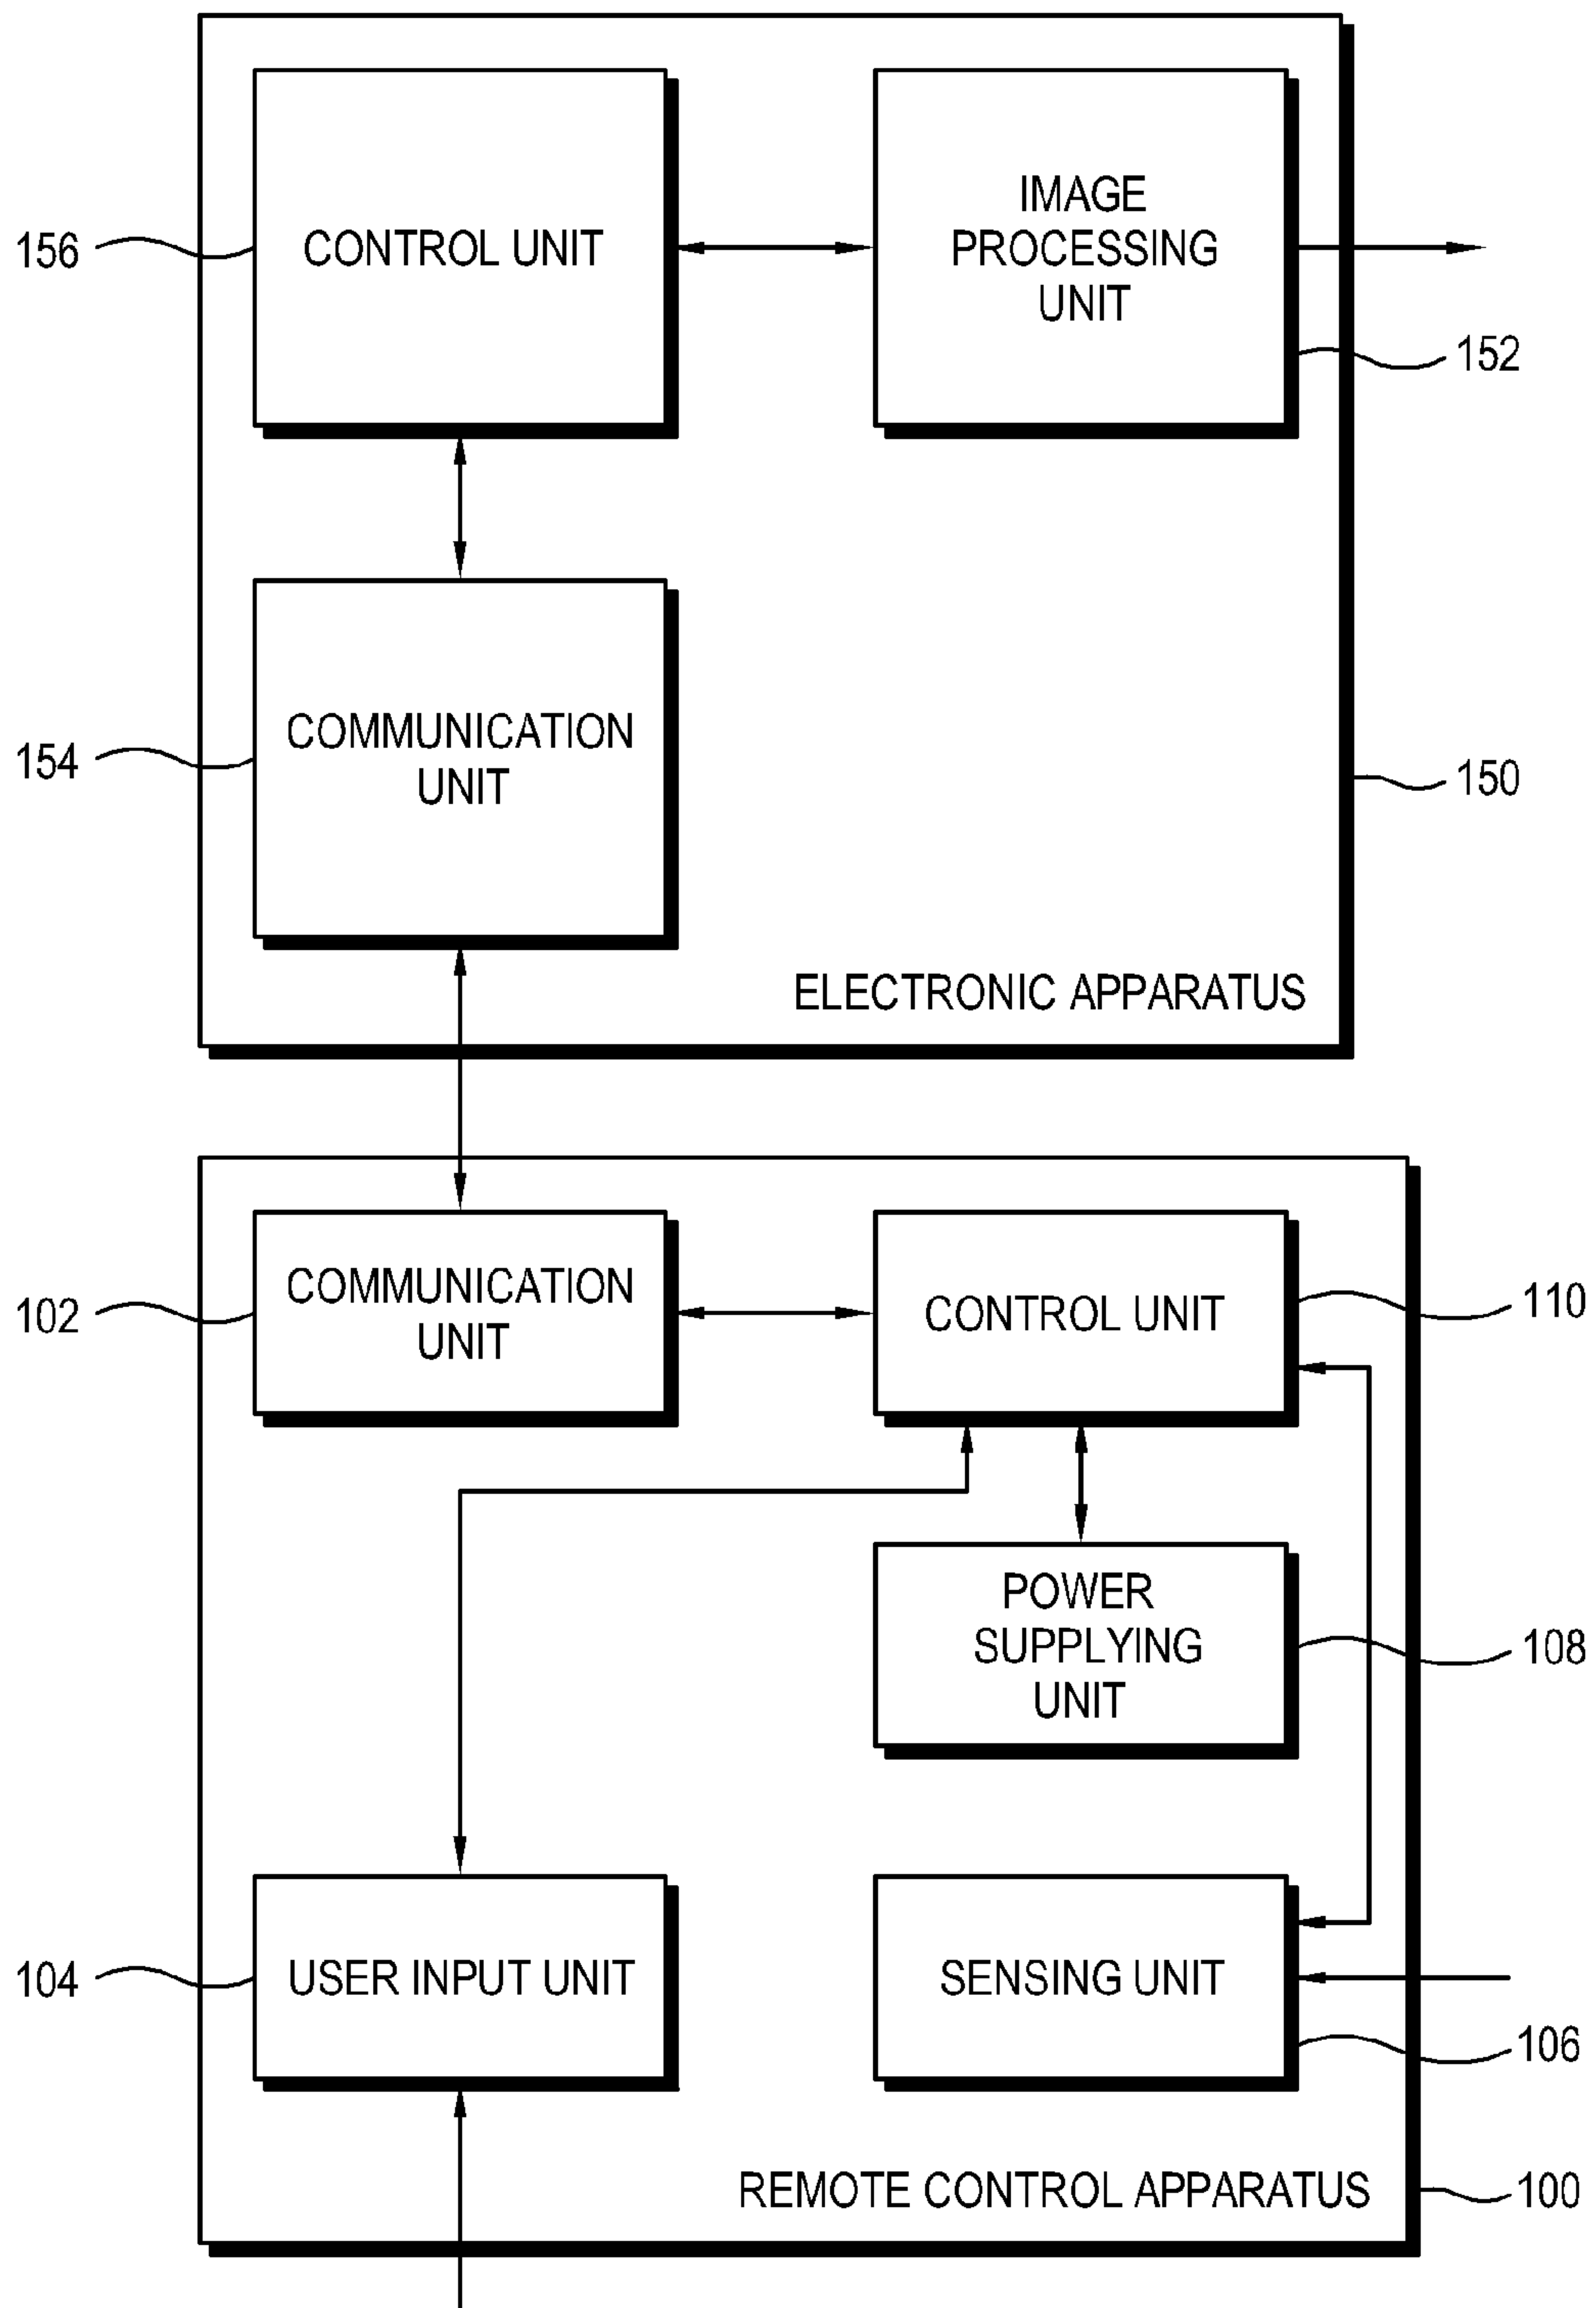 156
CONTROL UNIT
IMAGE
PROCESSING
UNIT
152
154
COMMUNICATION
UNIT
150
ELECTRONIC APPARATUS
102
COMMUNICATION
UNIT
CONTROL UNIT
110
POWER
SUPPLYING
UNIT
108
104
USER INPUT UNIT
SENSING UNIT
106
REMOTE CONTROL APPARATUS
100